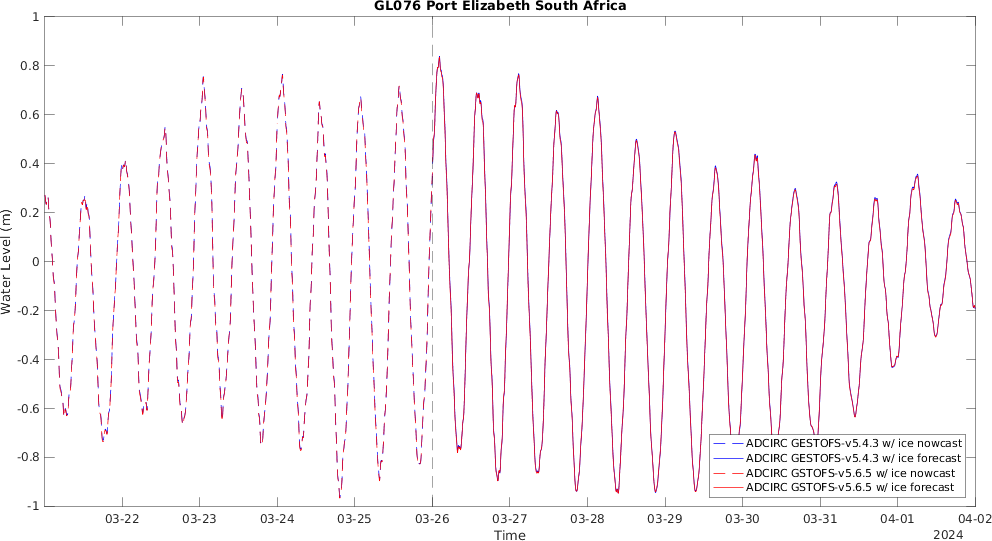 GL076 Port Elizabeth South Africa
1
0.8
0.6
0.4
0.2
0
-0.2
-0.4
-0.6
-0.8
-1
Water Level (m)
ADCIRC GESTOFS-v5.4.3 w/ ice nowcast
ADCIRC GESTOFS-v5.4.3 w/ ice forecast
ADCIRC GSTOFS-v5.6.5 w/ ice nowcast
ADCIRC GSTOFS-v5.6.5 w/ ice forecast
03-22 03-23 03-24 03-25 03-26 03-27 03-28 03-29 03-30 03-31 04-01 04-02
Time
2024